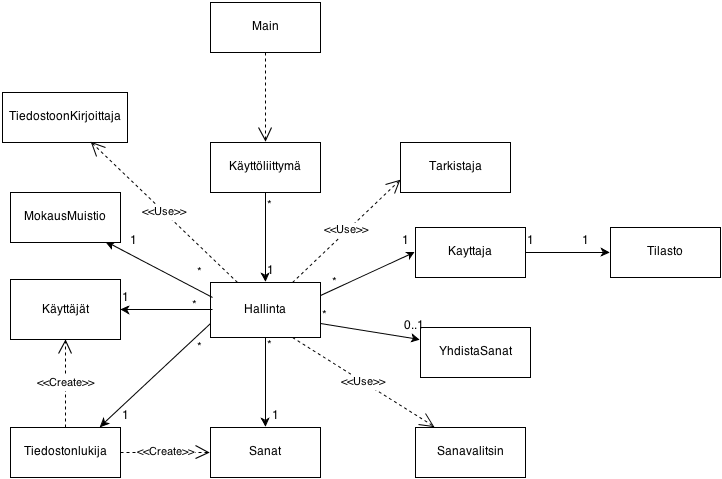 Main
TiedostoonKirjoittaja
Käyttöliittymä
Tarkistaja
MokausMuistio
<<Use>>
*
<<Use>>
1
1
Kayttaja
1
1
Tilasto
*
1
*
Käyttäjät
1
*
Hallinta
*
0..1
*
*
YhdistaSanat
<<Create>>
<<Use>>
1
1
Tiedostonlukija
<<Create>>
Sanat
Sanavalitsin